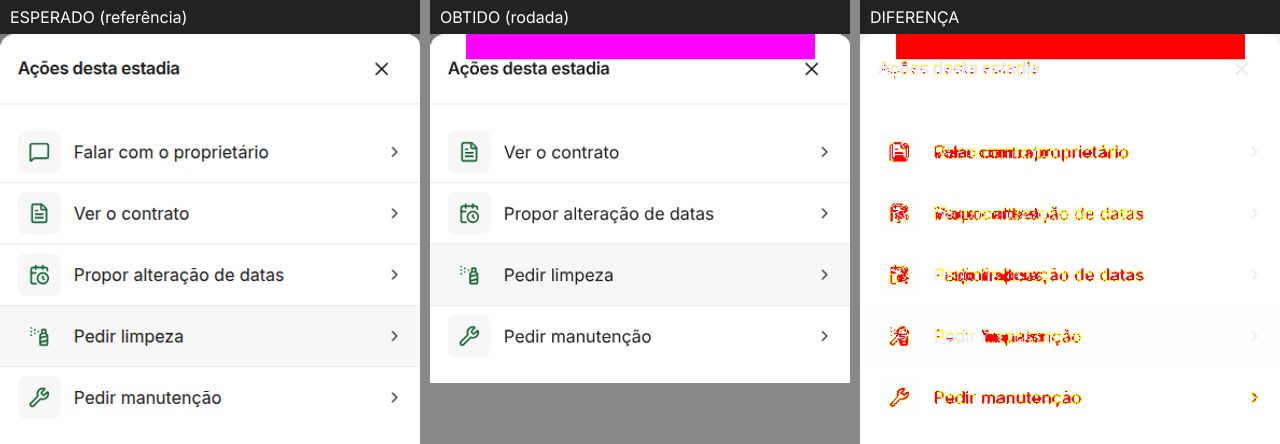 ESPERADO (referência)
OBTIDO (rodada)
DIFERENÇA
Ações desta estadia
Falar com o proprietário
Ver o contrato
Propor alteração de datas
Pedir limpeza
Pedir manutenção
Ações desta estadia
Ver o contrato
Propor alteração de datas
Pedir limpeza
Pedir manutenção
Ações desta estadia
Pedir manutenção